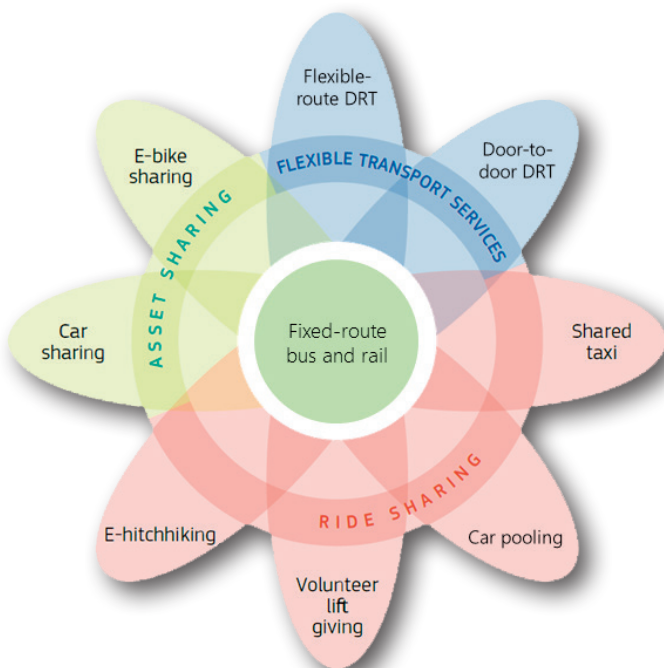 Flexible-
route DRT
Door-to-
door DRT
E-bike
sharing
FLEXIBLE TRANSPORT SERVICES
ASSET SHARING
Car
sharing
Fixed-route
bus and rail
Shared
taxi
RIDE SHARING
E-hitchhiking
Car pooling
Volunteer
lift
giving